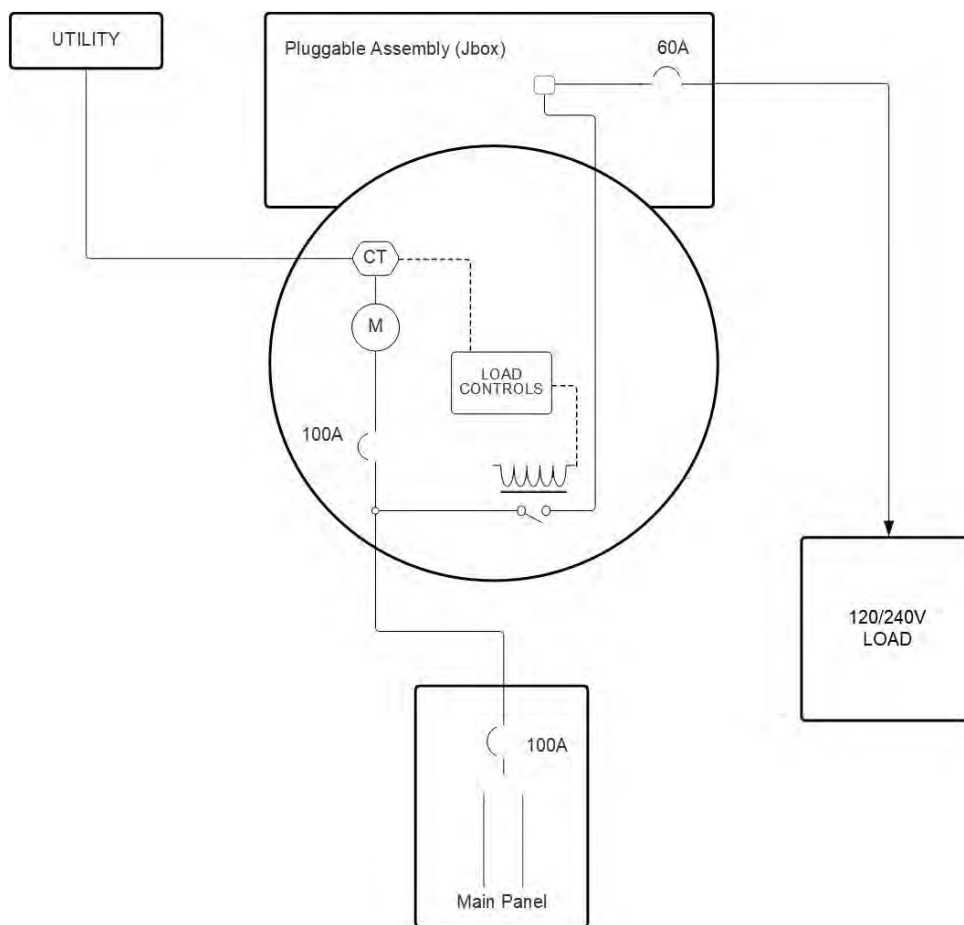 UTILITY
Pluggable Assembly (Jbox)
60A
CT
M
LOAD
CONTROLS
100A
120/240V
LOAD
100A
Main Panel